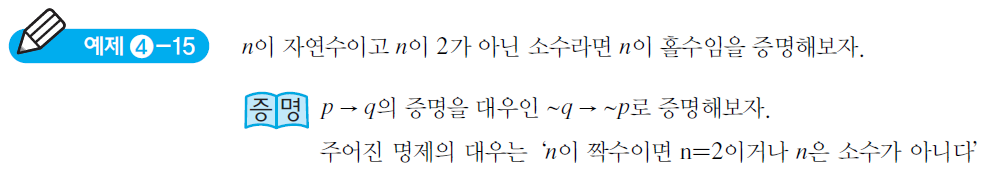 예제 ❹-15 n이 자연수이고 n이 2가 아닌 소수라면 n이 홀수임을 증명해보자.
증명 p → q의 증명을 대우인 ~q → ~p로 증명해보자.
주어진 명제의 대우는 ‘n이 짝수이면 n=2이거나 n은 소수가 아니다’